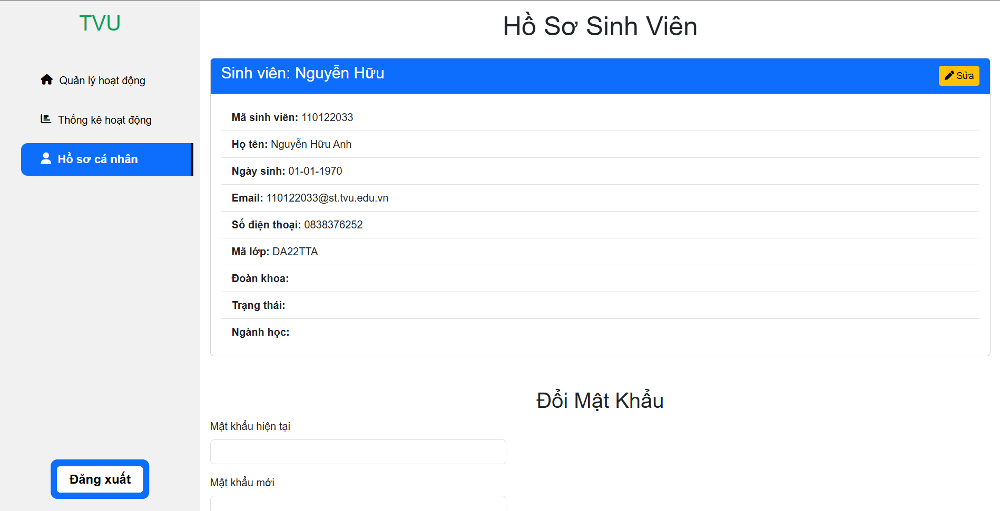 TVU
Quản lý hoạt động
Thống kê hoạt động
Hồ sơ cá nhân
Đăng xuất
Hồ Sơ Sinh Viên
Sinh viên: Nguyễn Hữu
Sửa
Mã sinh viên: 110122033
Họ tên: Nguyễn Hữu Anh
Ngày sinh: 01-01-1970
Email: 110122033@st.tvu.edu.vn
Số điện thoại: 0838376252
Mã lớp: DA22TTA
Đoàn khoa:
Trạng thái:
Ngành học:
Đổi Mật Khẩu
Mật khẩu hiện tại
Mật khẩu mới